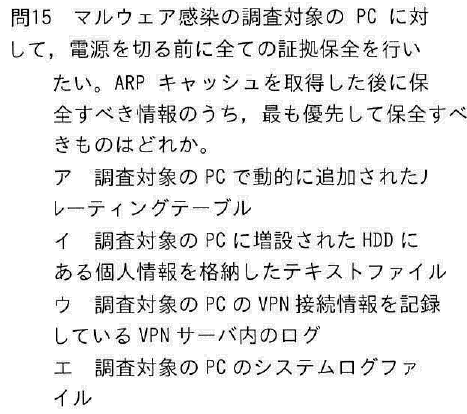 問15　マルウェア感染の調査対象の PC に対
して，電源を切る前に全ての証拠保全を行い
たい。ARP キャッシュを取得した後に保
全すべき情報のうち，最も優先して保全すべ
きものはどれか。
ア　調査対象の PC で動的に追加されたル
ーティングテーブル
イ　調査対象の PC に増設された HDD に
ある個人情報を格納したテキストファイル
ウ　調査対象の PC の VPN 接続情報を記録
している VPN サーバ内のログ
エ　調査対象の PC のシステムログファ
イル